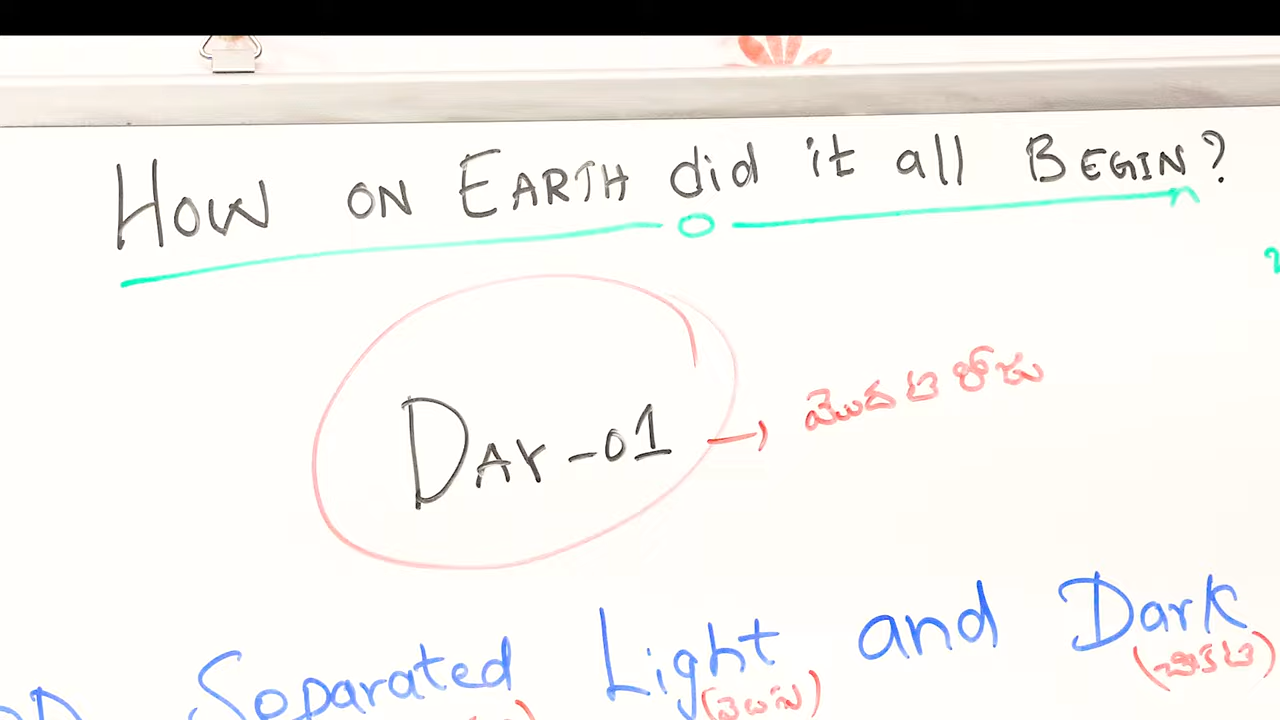 How ON EARTH did it all BEGIN?
DAY-01 → మొదటి రోజు
Separated Light and Dark
(చీకటి)